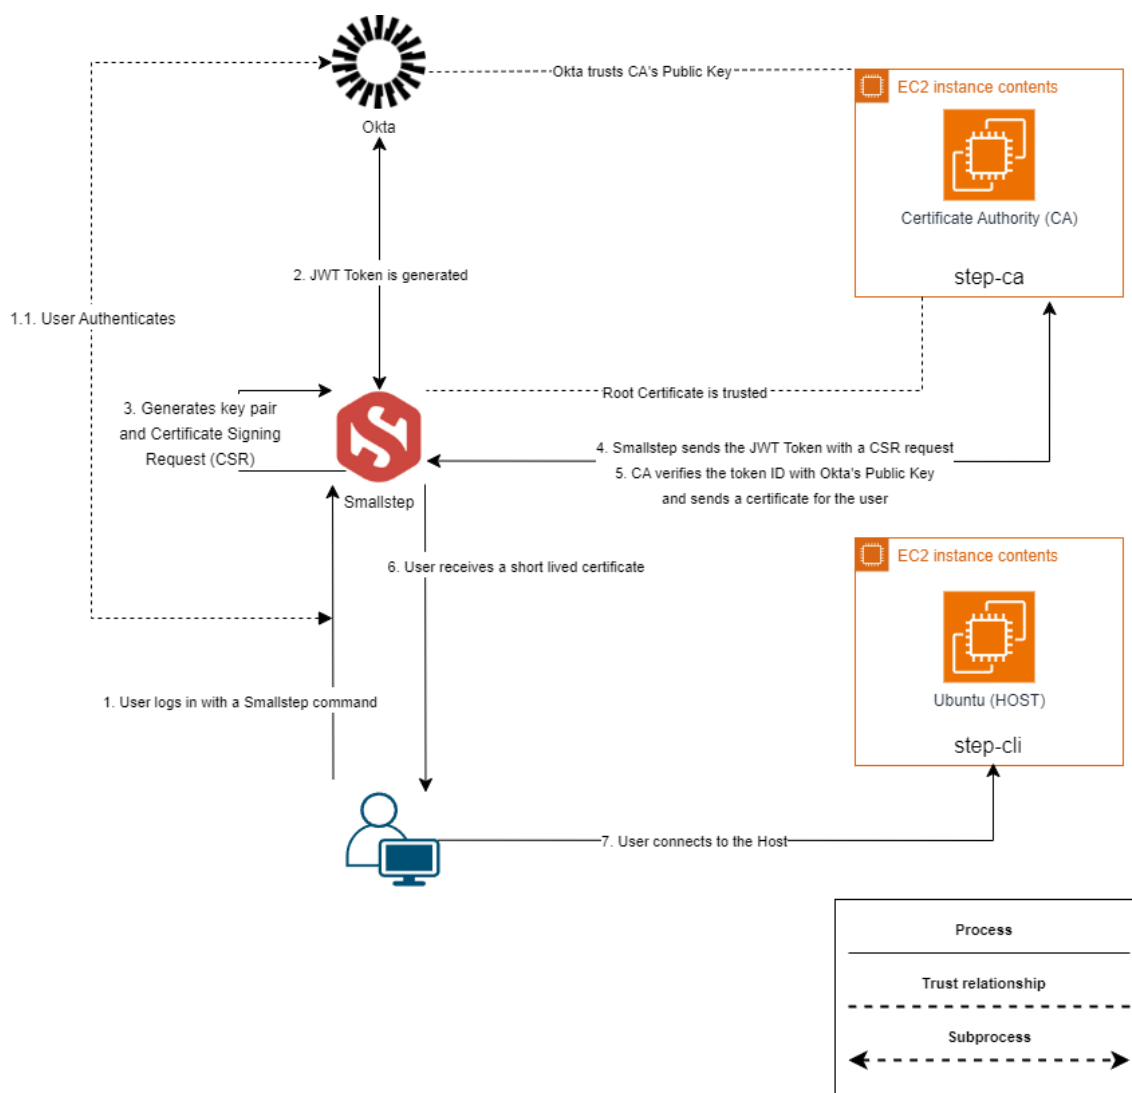 Okta trusts CA's Public Key
EC2 instance contents
Okta
Certificate Authority (CA)
2. JWT Token is generated
step-ca
1.1. User Authenticates
Root Certificate is trusted
3. Generates key pair
and Certificate Signing
Request (CSR)
4. Smallstep sends the JWT Token with a CSR request
5. CA verifies the token ID with Okta's Public Key
and sends a certificate for the user
Smallstep
EC2 instance contents
6. User receives a short lived certificate
1. User logs in with a Smallstep command
Ubuntu (HOST)
step-cli
7. User connects to the Host
Process
Trust relationship
Subprocess